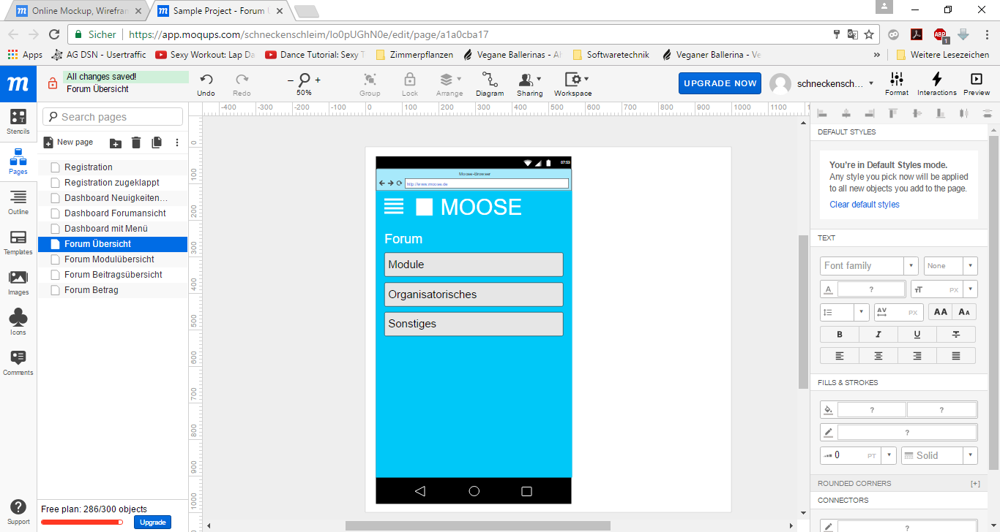 Online Mockup, Wirefran
Sample Project - Forum Ü
Sicher
https://app.moqups.com/schneckenschleim/lo0pUGhN0e/edit/page/a1a0cba17
ABP
1
Apps
AG DSN - Usertraffic
Sexy Workout: Lap Da
Dance Tutorial: Sexy T
Zimmerpflanzen
Vegane Ballerinas - Al
Softwaretechnik
Veganer Ballerina - Ve
»
Weitere Lesezeichen
m
All changes saved!
Forum Übersicht
Undo
Redo
– +
50%
Group
Lock
Arrange
Diagram
Sharing
Workspace
UPGRADE NOW
schneckensch...
Format
Interactions
Preview
Stencils
Pages
Outline
Templates
Images
Icons
Comments
Support
Search pages
New page
Registration
Registration zugeklappt
Dashboard Neuigkeiten...
Dashboard Forumansicht
Dashboard mit Menü
Forum Übersicht
Forum Modulübersicht
Forum Beitragsübersicht
Forum Betrag
Free plan: 286/300 objects
Upgrade
-400 -300 -200 -100 0 100 200 300 400 500 600 700 800 900 1000 1100
0
100
200
300
400
500
600
700
800
900
1000
07:53
Moose-Browser
http://www.moose.de
MOOSE
Forum
Module
Organisatorisches
Sonstiges
DEFAULT STYLES
You're in Default Styles mode.
Any style you pick now will be applied
to all new objects you add to the page.
Clear default styles
TEXT
Font family
None
A ? TT PX
AV PX AA AA
B I U S
FILLS & STROKES
? ?
?
0 PT Solid
ROUNDED CORNERS [+]
CONNECTORS
?